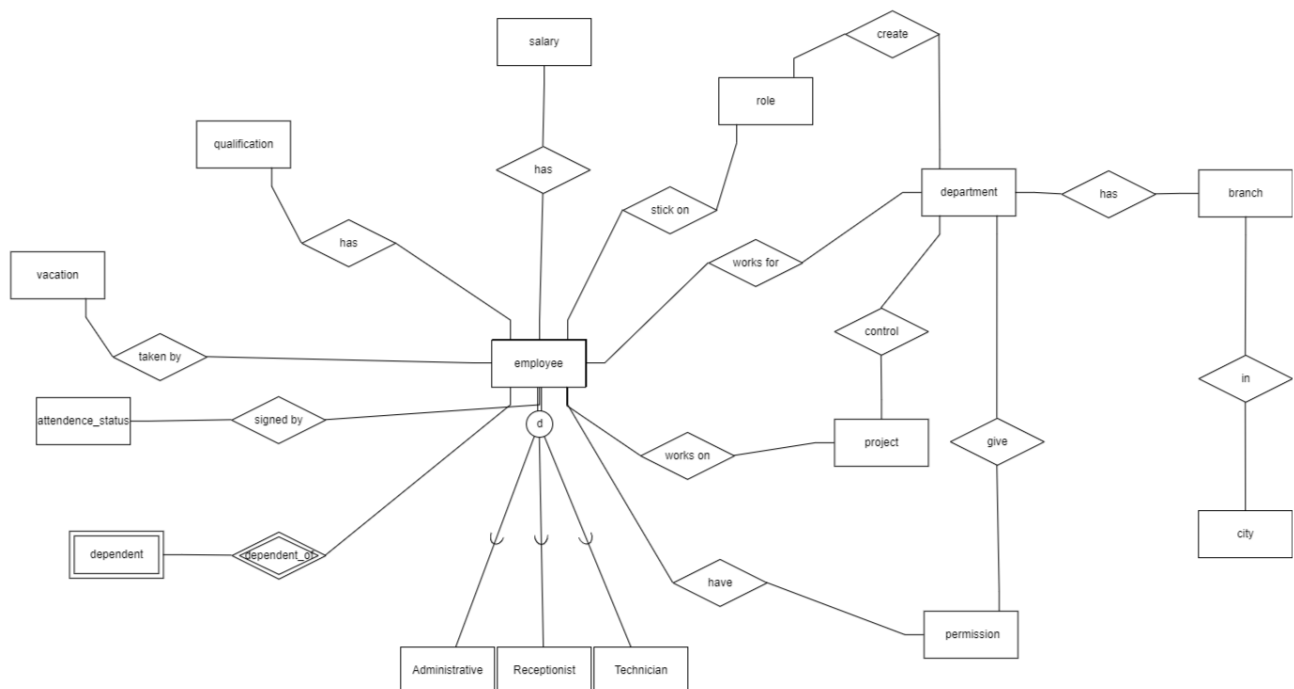 salary
create
role
qualification
has
department
has
branch
stick on
has
works for
vacation
control
taken by
employee
in
attendence_status
signed by
d
project
give
works on
city
dependent
dependent_of
have
permission
Administrative
Receptionist
Technician